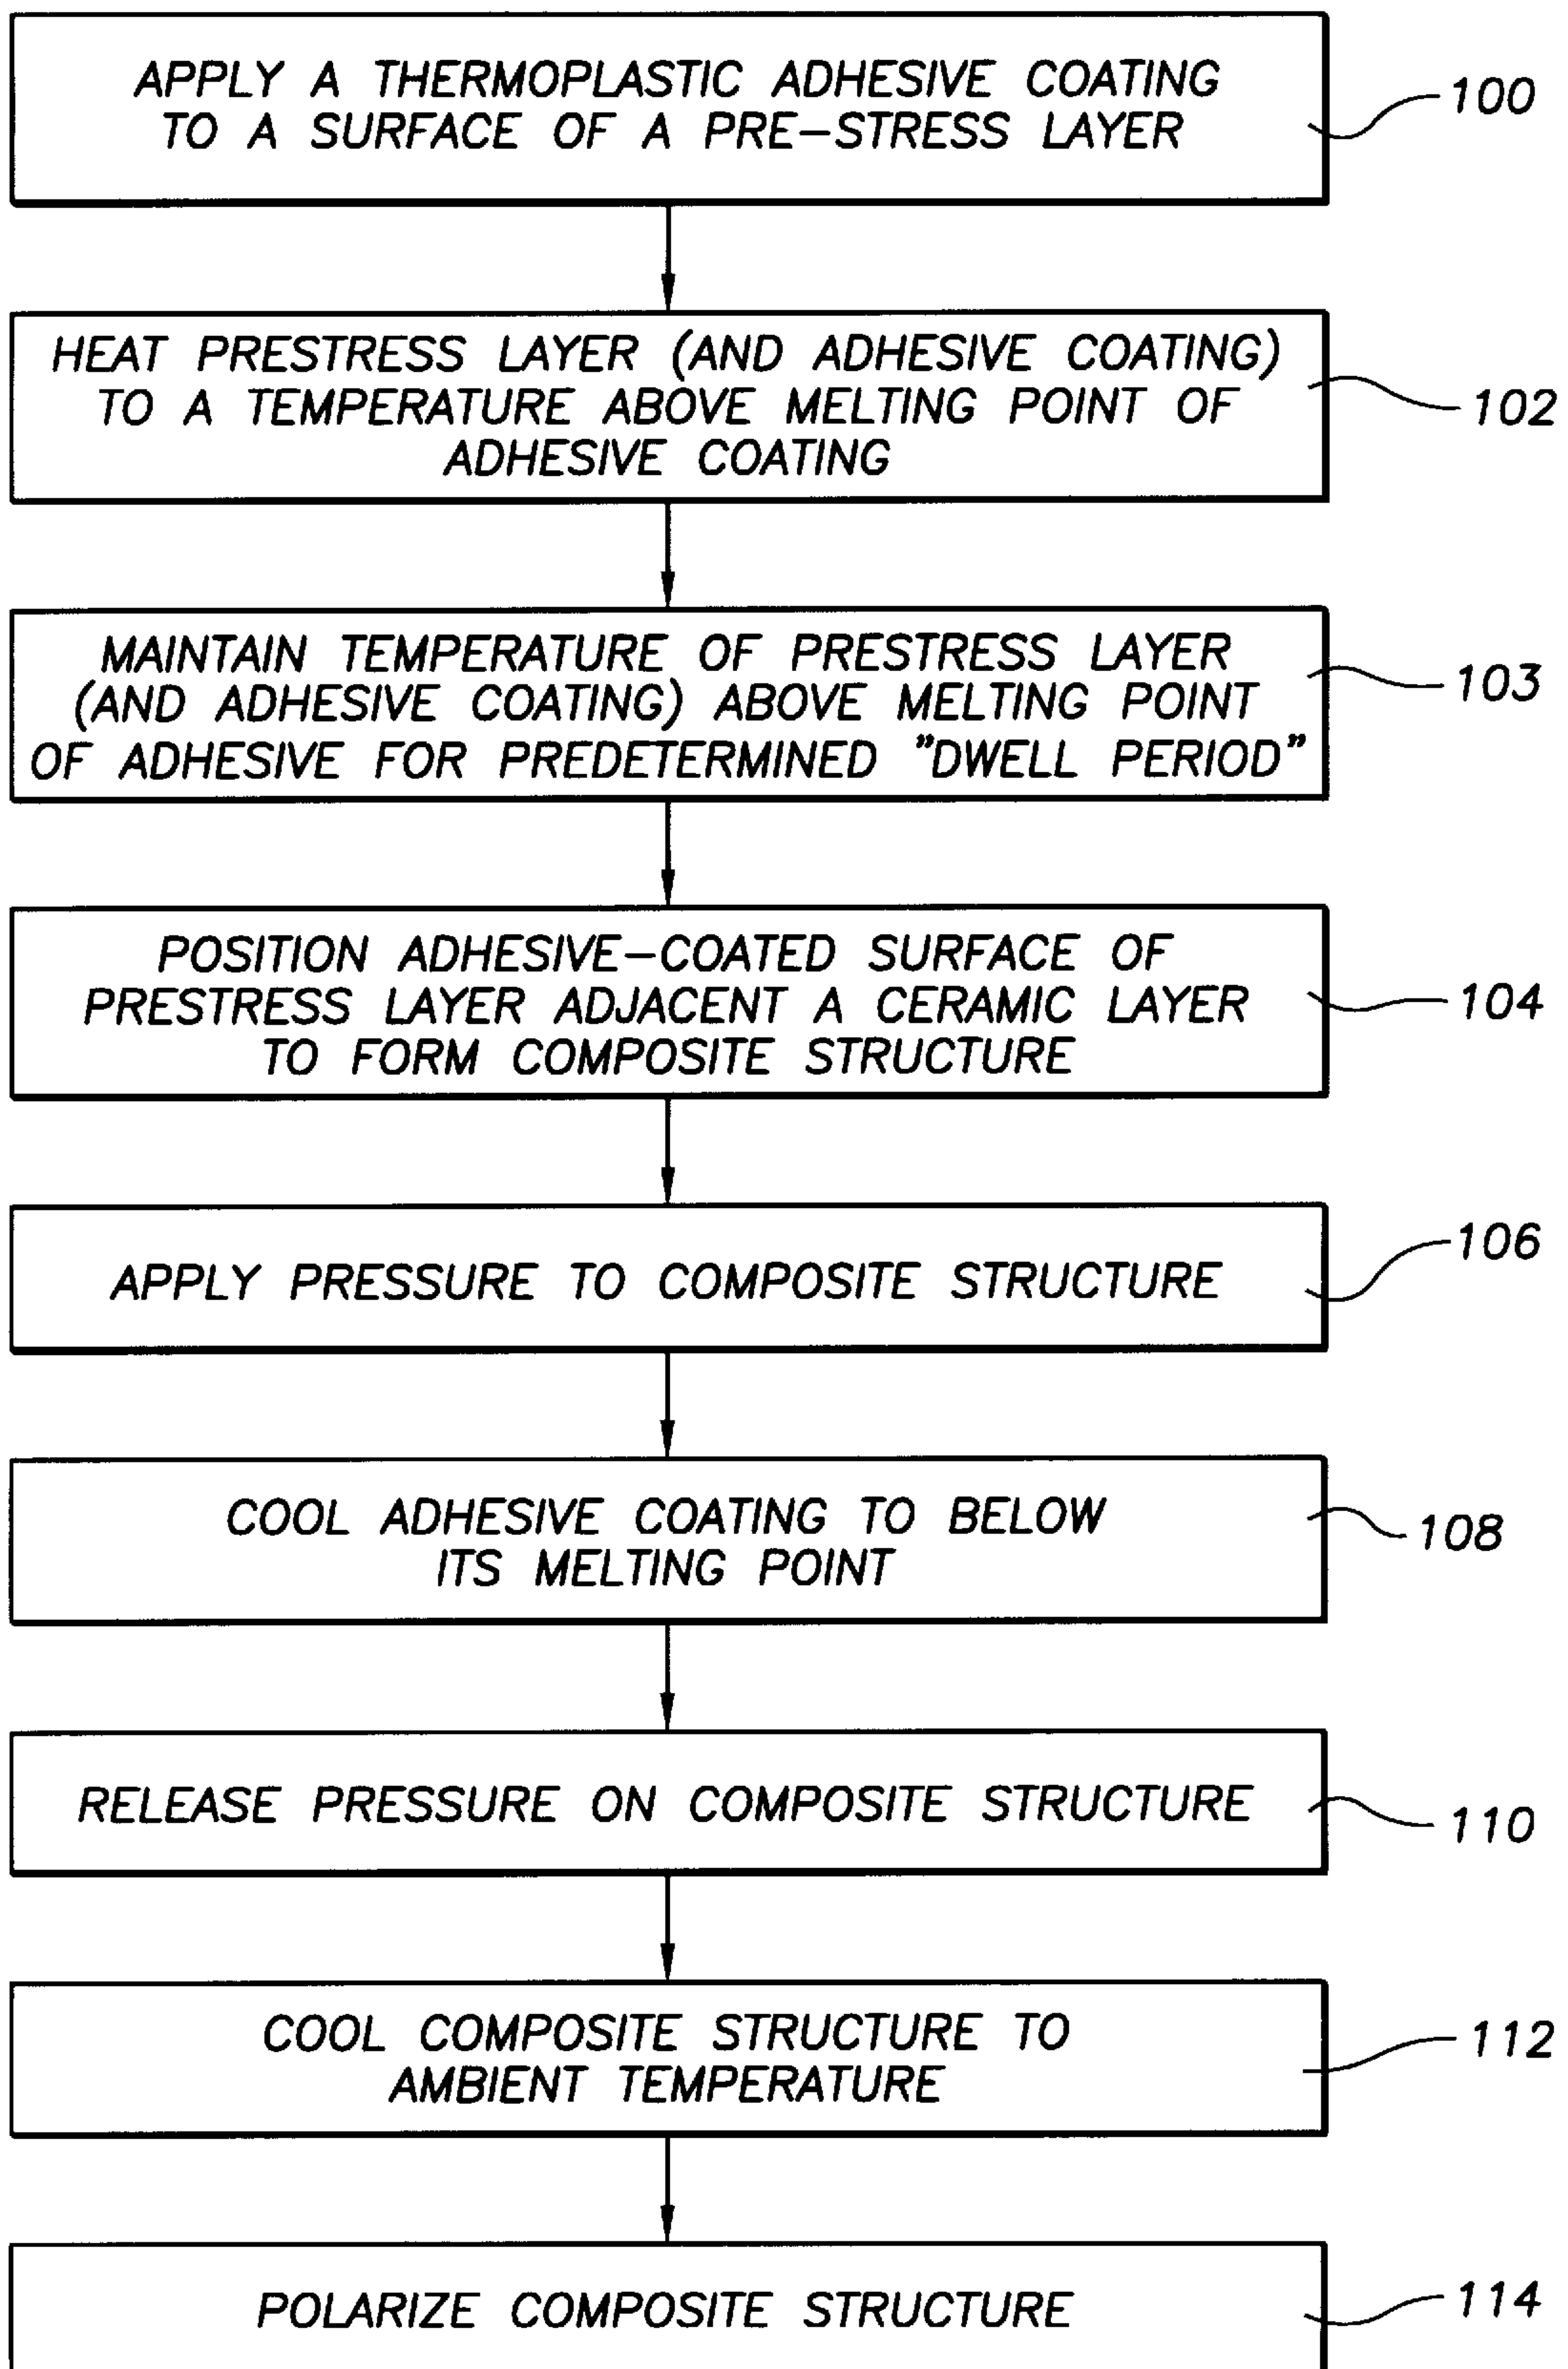 APPLY A THERMOPLASTIC ADHESIVE COATING
TO A SURFACE OF A PRE-STRESS LAYER
100
HEAT PRESTRESS LAYER (AND ADHESIVE COATING)
TO A TEMPERATURE ABOVE MELTING POINT OF
ADHESIVE COATING
102
MAINTAIN TEMPERATURE OF PRESTRESS LAYER
(AND ADHESIVE COATING) ABOVE MELTING POINT
OF ADHESIVE FOR PREDETERMINED "DWELL PERIOD"
103
POSITION ADHESIVE-COATED SURFACE OF
PRESTRESS LAYER ADJACENT A CERAMIC LAYER
TO FORM COMPOSITE STRUCTURE
104
APPLY PRESSURE TO COMPOSITE STRUCTURE
106
COOL ADHESIVE COATING TO BELOW
ITS MELTING POINT
108
RELEASE PRESSURE ON COMPOSITE STRUCTURE
110
COOL COMPOSITE STRUCTURE TO
AMBIENT TEMPERATURE
112
POLARIZE COMPOSITE STRUCTURE
114